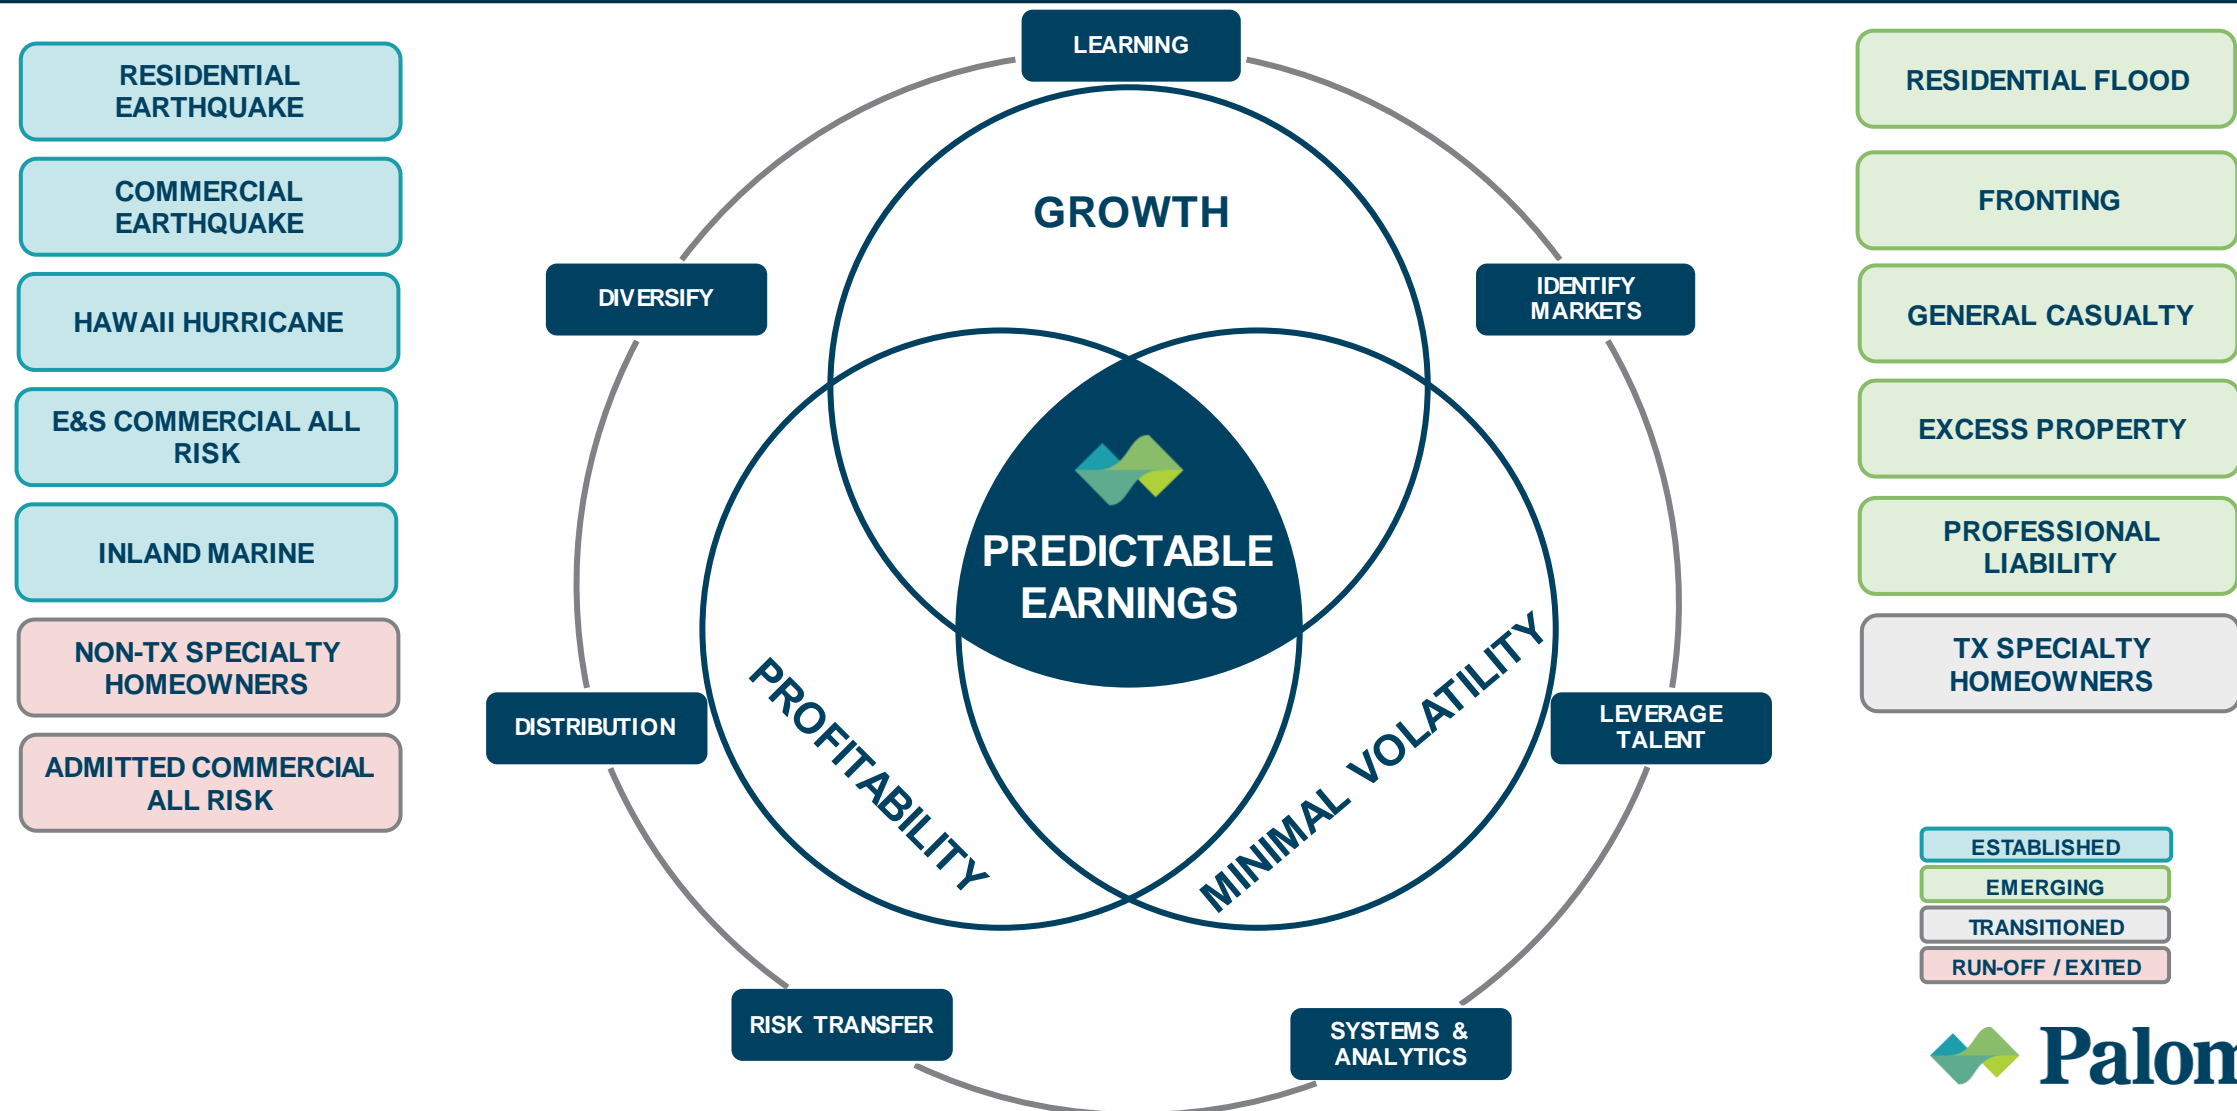 RESIDENTIAL
EARTHQUAKE
COMMERCIAL
EARTHQUAKE
HAWAII HURRICANE
E&S COMMERCIAL ALL
RISK
INLAND MARINE
NON-TX SPECIALTY
HOMEOWNERS
ADMITTED COMMERCIAL
ALL RISK
LEARNING
GROWTH
DIVERSIFY
IDENTIFY
MARKETS
PREDICTABLE
EARNINGS
PROFITABILITY
MINIMAL VOLATILITY
DISTRIBUTION
LEVERAGE
TALENT
RISK TRANSFER
SYSTEMS &
ANALYTICS
RESIDENTIAL FLOOD
FRONTING
GENERAL CASUALTY
EXCESS PROPERTY
PROFESSIONAL
LIABILITY
TX SPECIALTY
HOMEOWNERS
ESTABLISHED
EMERGING
TRANSITIONED
RUN-OFF / EXITED